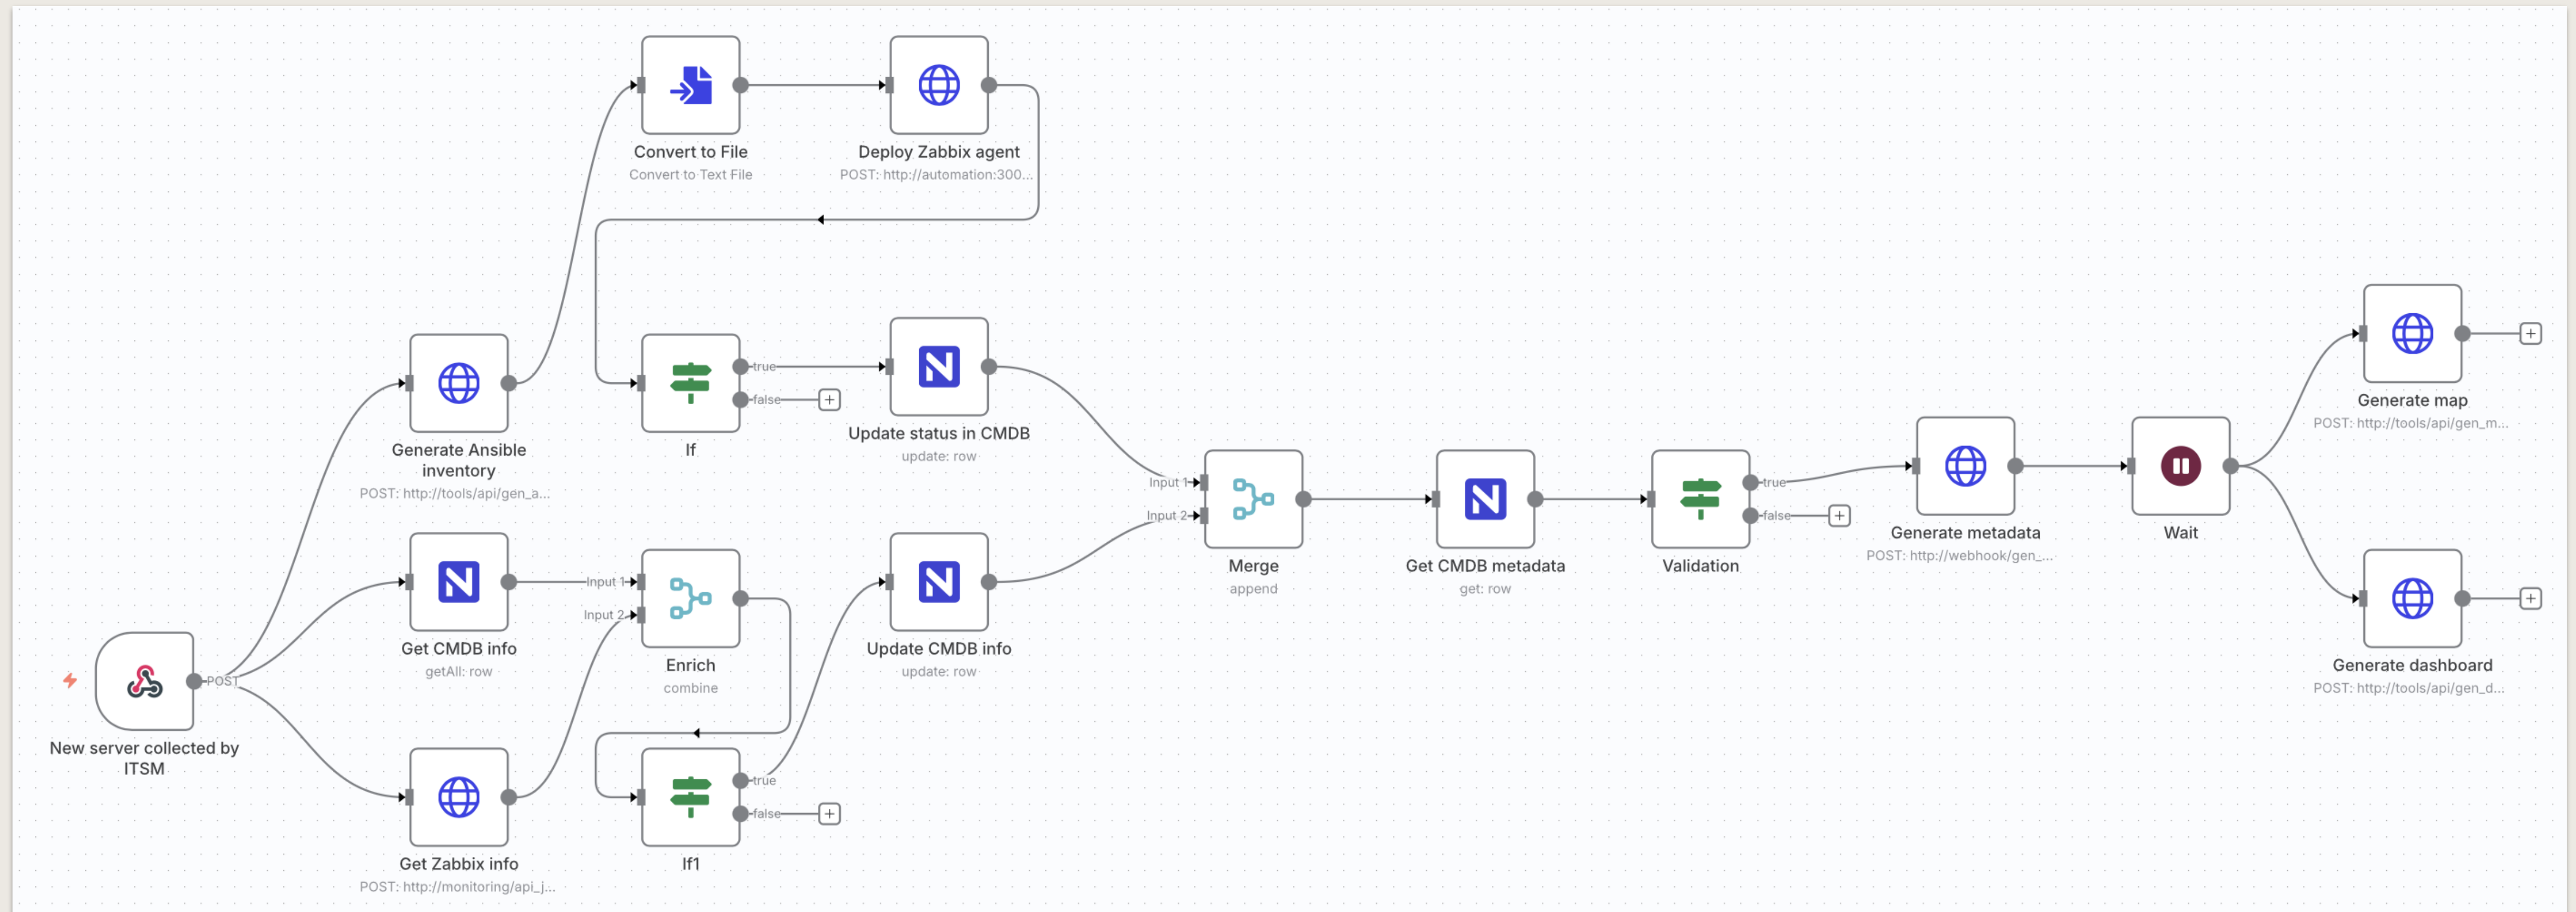 Convert to File
Convert to Text File
Deploy Zabbix agent
POST: http://automation:300...
Generate Ansible
inventory
POST: http://tools/api/gen_a...
true
false
If
Update status in CMDB
update: row
Generate map
POST: http://tools/api/gen_m...
Input 1
Input 2
Merge
append
Get CMDB metadata
get: row
true
false
Validation
Generate metadata
POST: http://webhook/gen_...
Wait
Get CMDB info
getAll: row
Input 1
Input 2
Enrich
combine
Update CMDB info
update: row
Generate dashboard
POST: http://tools/api/gen_d...
POST
New server collected by
ITSM
Get Zabbix info
POST: http://monitoring/api_j...
true
false
If1